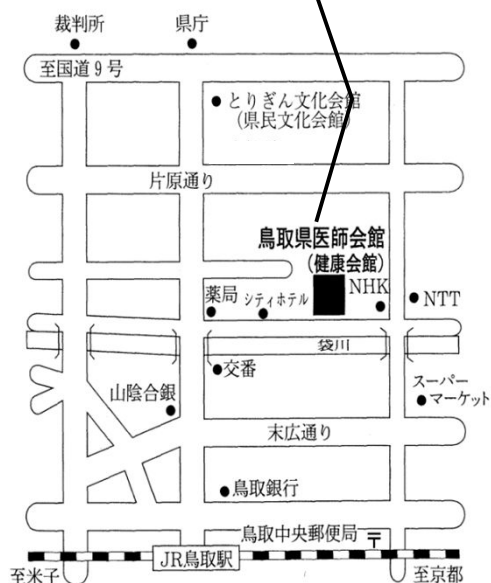 裁判所
県庁
至国道9号
とりぎん文化会館
(県民文化会館)
片原通り
鳥取県医師会館
(健康会館)
薬局
シティホテル
NHK
NTT
袋川
交番
スーパー
マーケット
山陰合銀
末広通り
鳥取銀行
鳥取中央郵便局
〒
JR鳥取駅
至米子
至京都